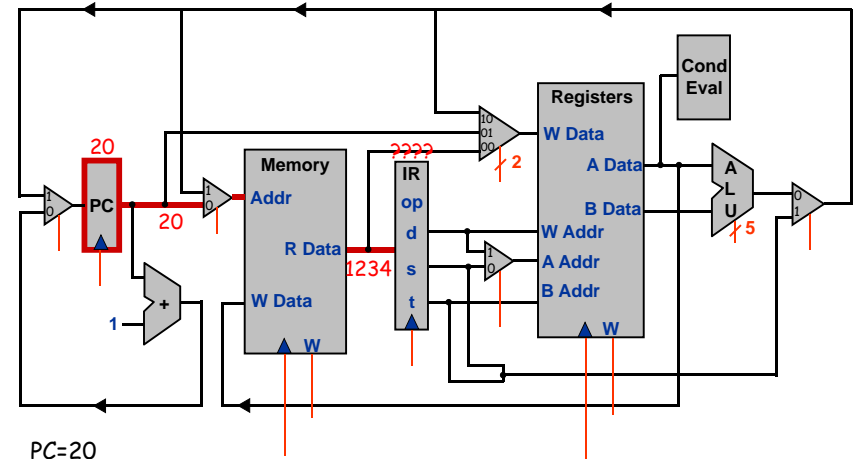 Cond
Eval
Registers
10
01
00
W Data
2
20
????
Memory
IR
A Data
A
L
U
1
0
PC
1
0
Addr
op
0
1
20
B Data
5
d
W Addr
R Data
1
0
A Addr
1234
s
B Addr
W Data
t
+
1
W
W
PC=20